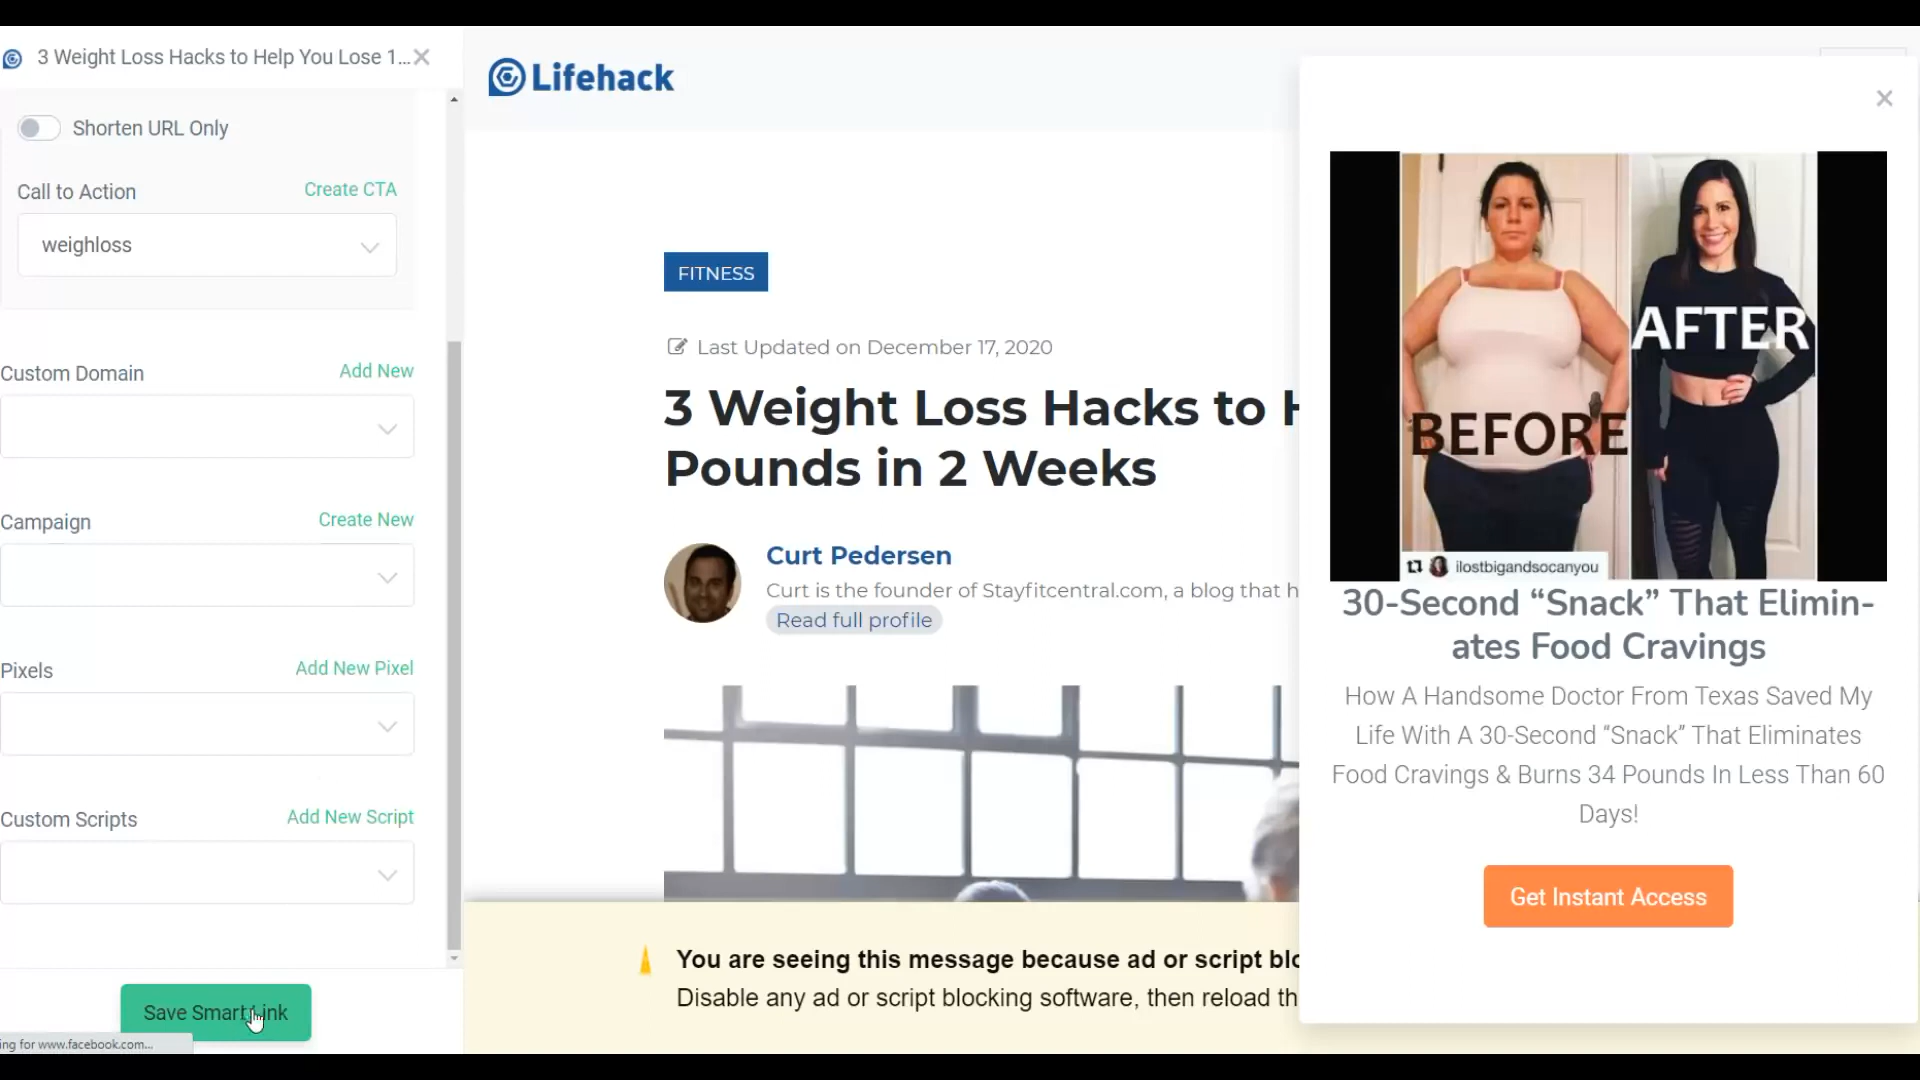 3 Weight Loss Hacks to Help You Lose 1...
Shorten URL Only
Call to Action
Create CTA
weighloss
Custom Domain
Add New
Campaign
Create New
Pixels
Add New Pixel
Custom Scripts
Add New Script
Save Smart Link
ing for www.facebook.com...
Lifehack
FITNESS
Last Updated on December 17, 2020
3 Weight Loss Hacks to H
Pounds in 2 Weeks
Curt Pedersen
Curt is the founder of Stayfitcentral.com, a blog that h
Read full profile
You are seeing this message because ad or script blo
Disable any ad or script blocking software, then reload th
BEFORE
AFTER
ilostbigandsocanyou
30-Second “Snack” That Elimin-
ates Food Cravings
How A Handsome Doctor From Texas Saved My
Life With A 30-Second “Snack” That Eliminates
Food Cravings & Burns 34 Pounds In Less Than 60
Days!
Get Instant Access